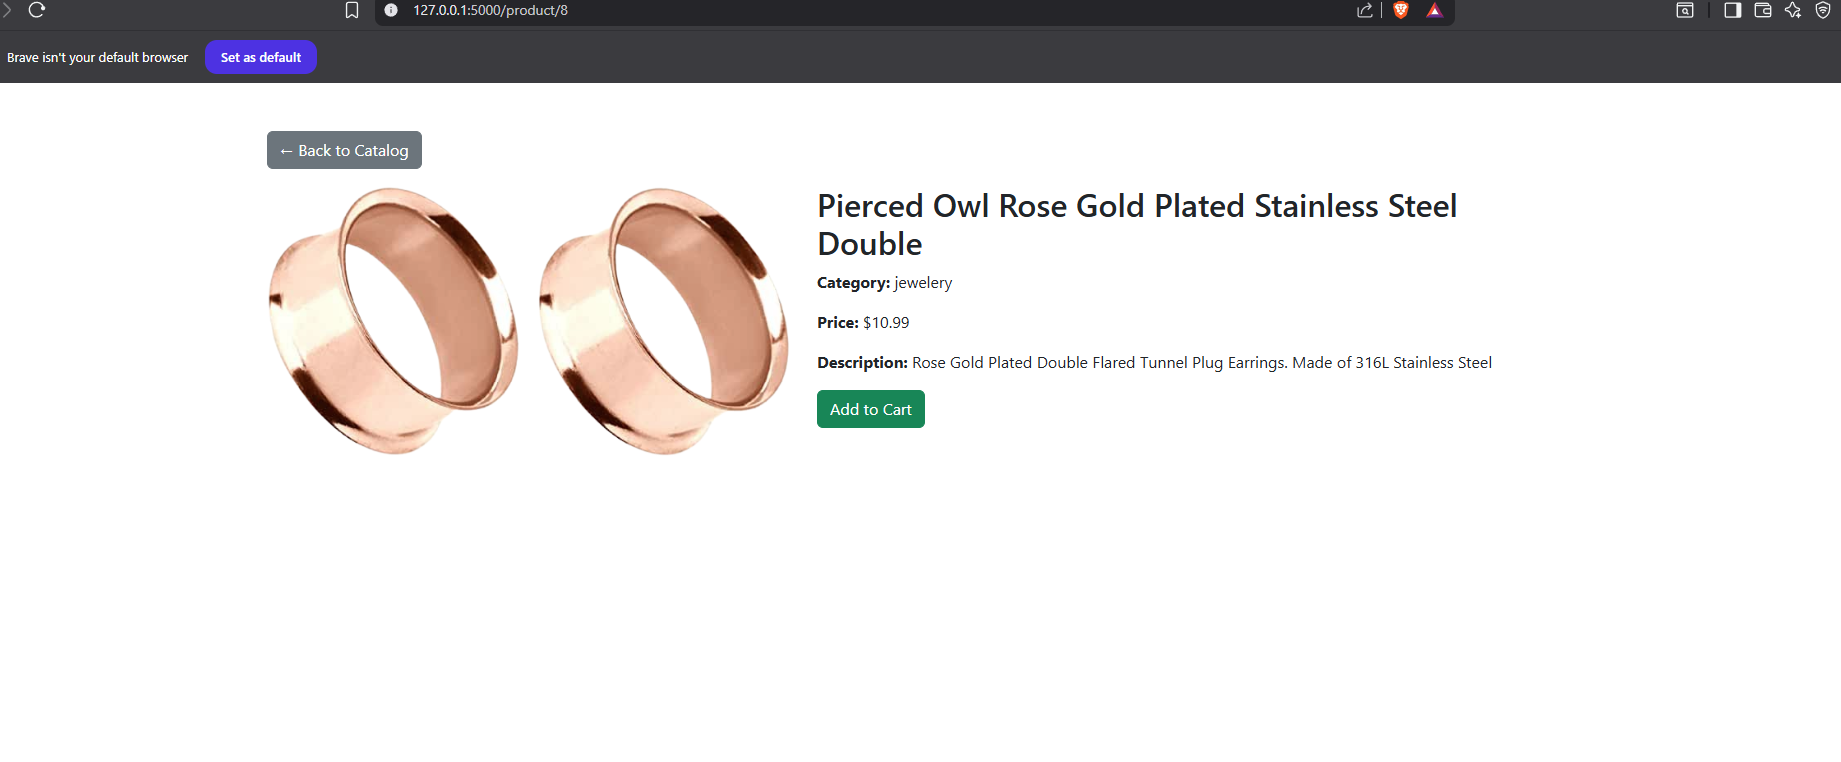 127.0.0.1:5000/product/8
Brave isn't your default browser
Set as default
← Back to Catalog
Pierced Owl Rose Gold Plated Stainless Steel
Double
Category: jewelery
Price: $10.99
Description: Rose Gold Plated Double Flared Tunnel Plug Earrings. Made of 316L Stainless Steel
Add to Cart